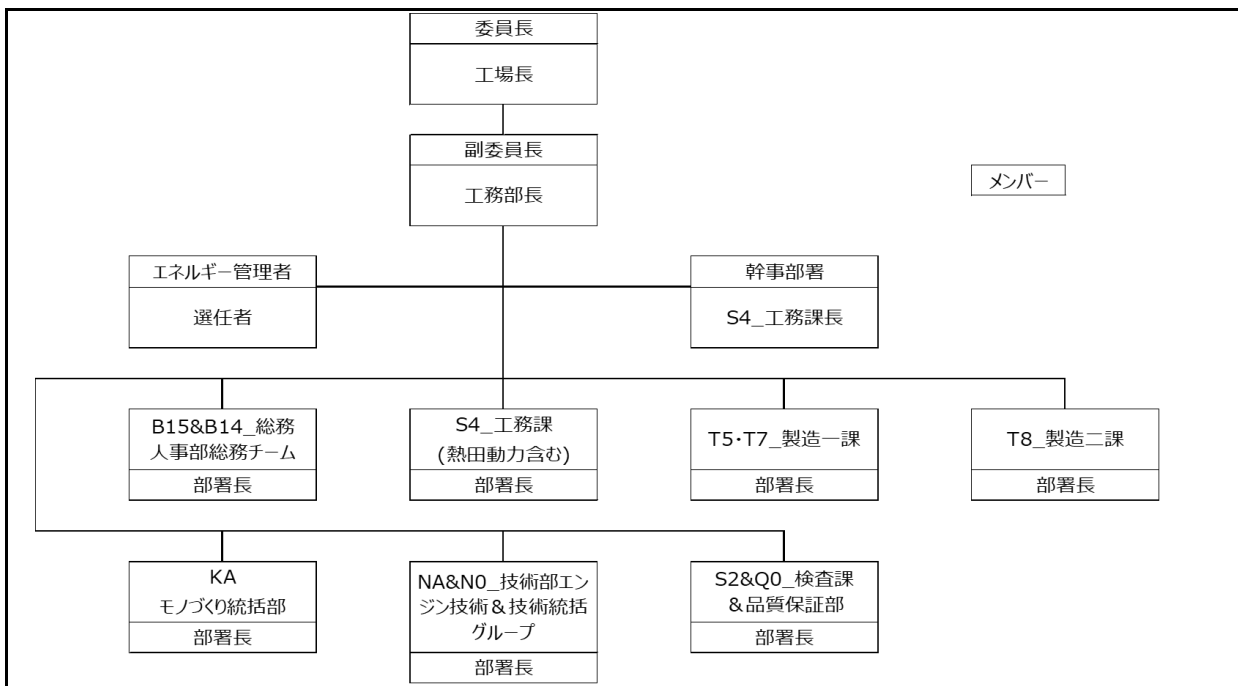 委員長
工場長
副委員長
工務部長
メンバー
エネルギー管理者
選任者
幹事部署
S4_工務課長
B15&B14_総務
人事部総務チーム
部署長
S4_工務課
(熱田動力含む)
部署長
T5・T7_製造一課
部署長
T8_製造二課
部署長
KA
モノづくり統括部
部署長
NA&N0_技術部エン
ジン技術＆技術統括
グループ
部署長
S2&Q0_検査課
＆品質保証部
部署長